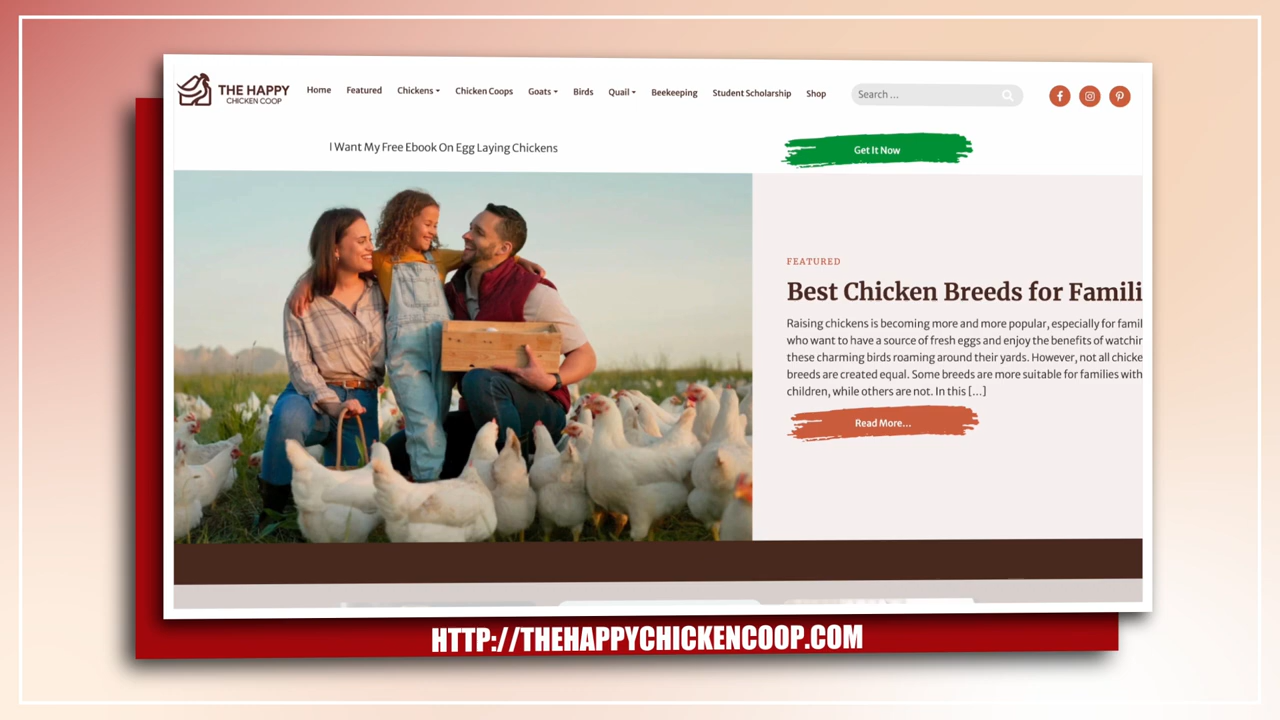 THE HAPPY
CHICKEN COOP
Home Featured Chickens Chicken Coops Goats Birds Quail Beekeeping Student Scholarship Shop
Search ...
I Want My Free Ebook On Egg Laying Chickens
Get It Now
FEATURED
Best Chicken Breeds for Famili
Raising chickens is becoming more and more popular, especially for famil
who want to have a source of fresh eggs and enjoy the benefits of watchin
these charming birds roaming around their yards. However, not all chicke
breeds are created equal. Some breeds are more suitable for families with
children, while others are not. In this [...]
Read More...
HTTP://THEHAPPYCHICKENCOOP.COM